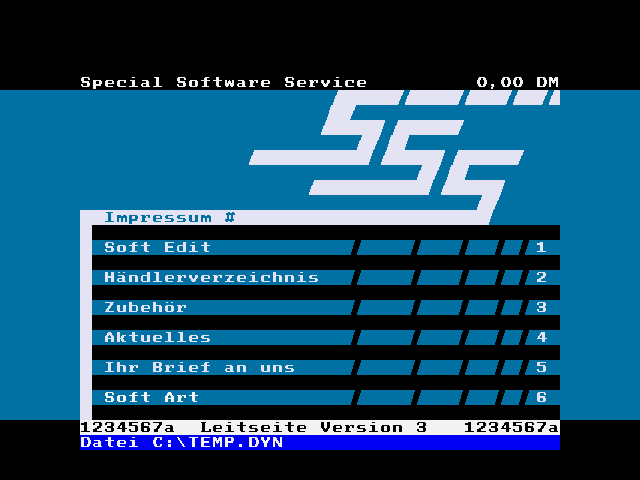 Special Software Service 0,00 DM
SSS
Impressum #
Soft Edit 1
Händlerverzeichnis 2
Zubehör 3
Aktuelles 4
Ihr Brief an uns 5
Soft Art 6
1234567a Leitseite Version 3 1234567a
Datei C:\TEMP.DYN